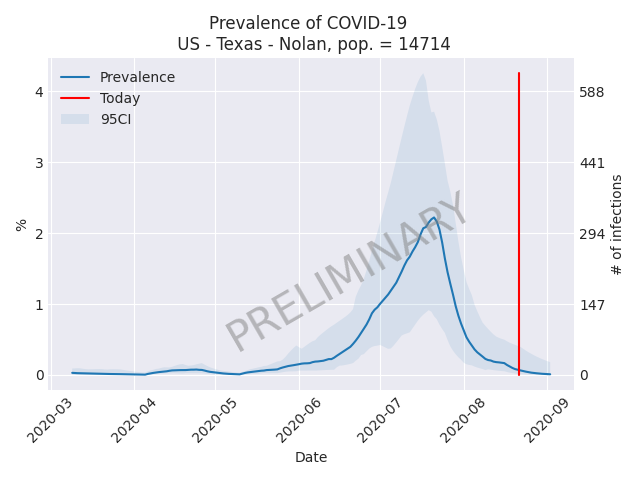 Prevalence of COVID-19
US - Texas - Nolan, pop. = 14714
Prevalence
Today
95CI
PRELIMINARY
%
4
3
2
1
0
588
441
294
147
0
# of infections
2020-03
2020-04
2020-05
2020-06
2020-07
2020-08
2020-09
Date